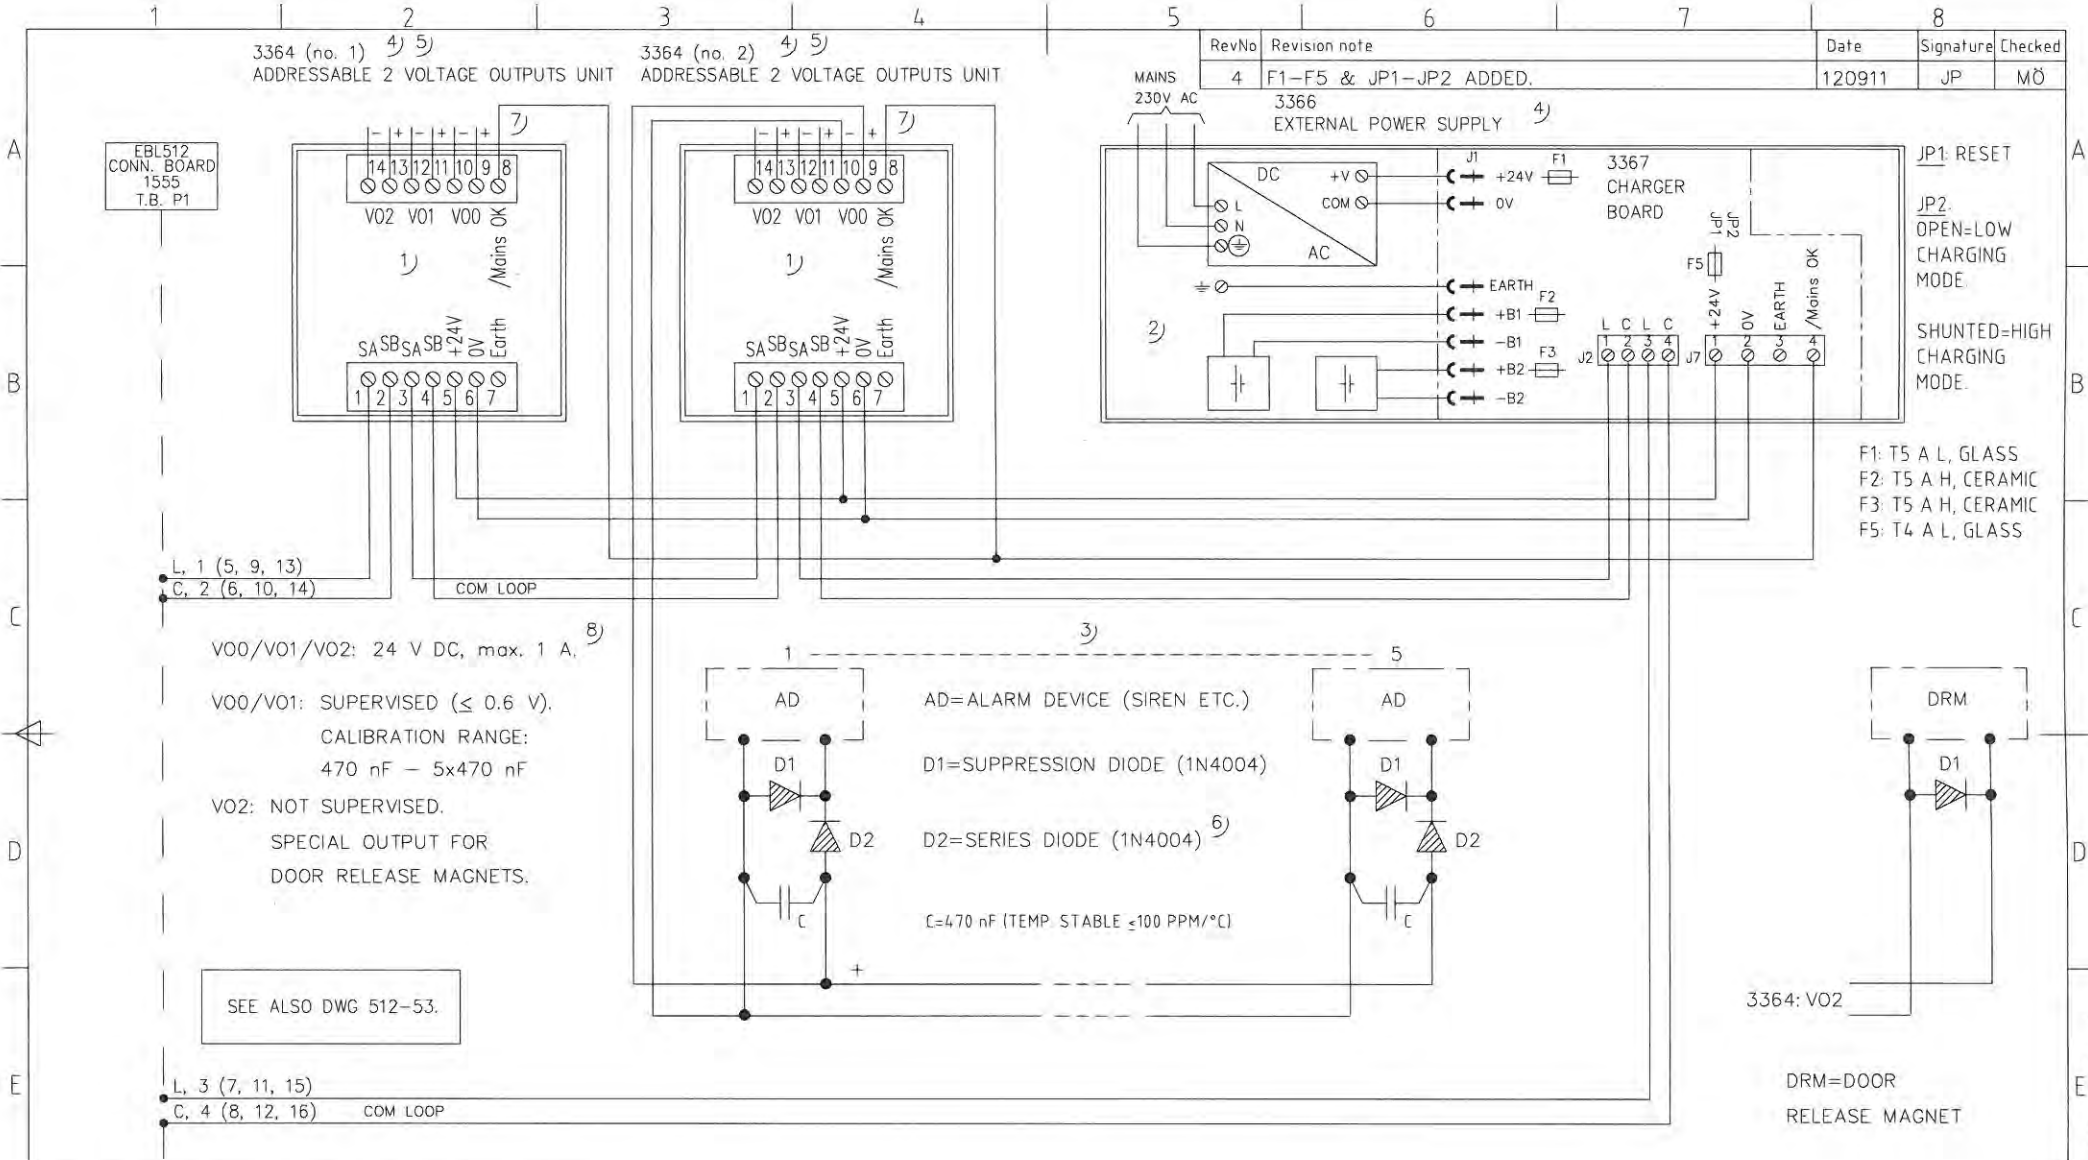 1 2 3 4 5 6 7 8
A
B
C
D
E
A
B
C
D
E
RevNo Revision note Date Signature Checked
4 F1-F5 & JP1-JP2 ADDED. 120911 JP MÖ
3364 (no. 1) 4) 5)
ADDRESSABLE 2 VOLTAGE OUTPUTS UNIT
3364 (no. 2) 4) 5)
ADDRESSABLE 2 VOLTAGE OUTPUTS UNIT
MAINS
230V AC
3366
EXTERNAL POWER SUPPLY 4)
EBL512
CONN. BOARD
1555
T.B. P1
- + - + - + 7)
14 13 12 11 10 9 8
VO2 VO1 VO0 /Mains OK
1)
SA SB SA SB +24V 0V Earth
1 2 3 4 5 6 7
- + - + - + 7)
14 13 12 11 10 9 8
VO2 VO1 VO0 /Mains OK
1)
SA SB SA SB +24V 0V Earth
1 2 3 4 5 6 7
DC +V
COM
L
N
AC
2)
J1
+24V F1
0V
EARTH
+B1 F2
-B1
+B2 F3
-B2
3367
CHARGER
BOARD
JP1 JP2
F5
L C L C
J2 1 2 3 4
+24V 0V EARTH /Mains OK
J7 1 2 3 4
JP1: RESET
JP2.
OPEN=LOW
CHARGING
MODE
SHUNTED=HIGH
CHARGING
MODE.
F1: T5 A L, GLASS
F2: T5 A H, CERAMIC
F3: T5 A H, CERAMIC
F5: T4 A L, GLASS
L, 1 (5, 9, 13)
C, 2 (6, 10, 14) COM LOOP
VO0/VO1/VO2: 24 V DC, max. 1 A. 8)
VO0/VO1: SUPERVISED (≤ 0.6 V).
CALIBRATION RANGE:
470 nF - 5x470 nF
VO2: NOT SUPERVISED.
SPECIAL OUTPUT FOR
DOOR RELEASE MAGNETS.
SEE ALSO DWG 512-53.
3)
1 5
AD
D1
D2
C
+
AD=ALARM DEVICE (SIREN ETC.)
D1=SUPPRESSION DIODE (1N4004)
D2=SERIES DIODE (1N4004) 6)
C=470 nF (TEMP. STABLE ≤100 PPM/°C)
AD
D1
D2
C
DRM
D1
3364: VO2
DRM=DOOR
RELEASE MAGNET
L, 3 (7, 11, 15)
C, 4 (8, 12, 16) COM LOOP